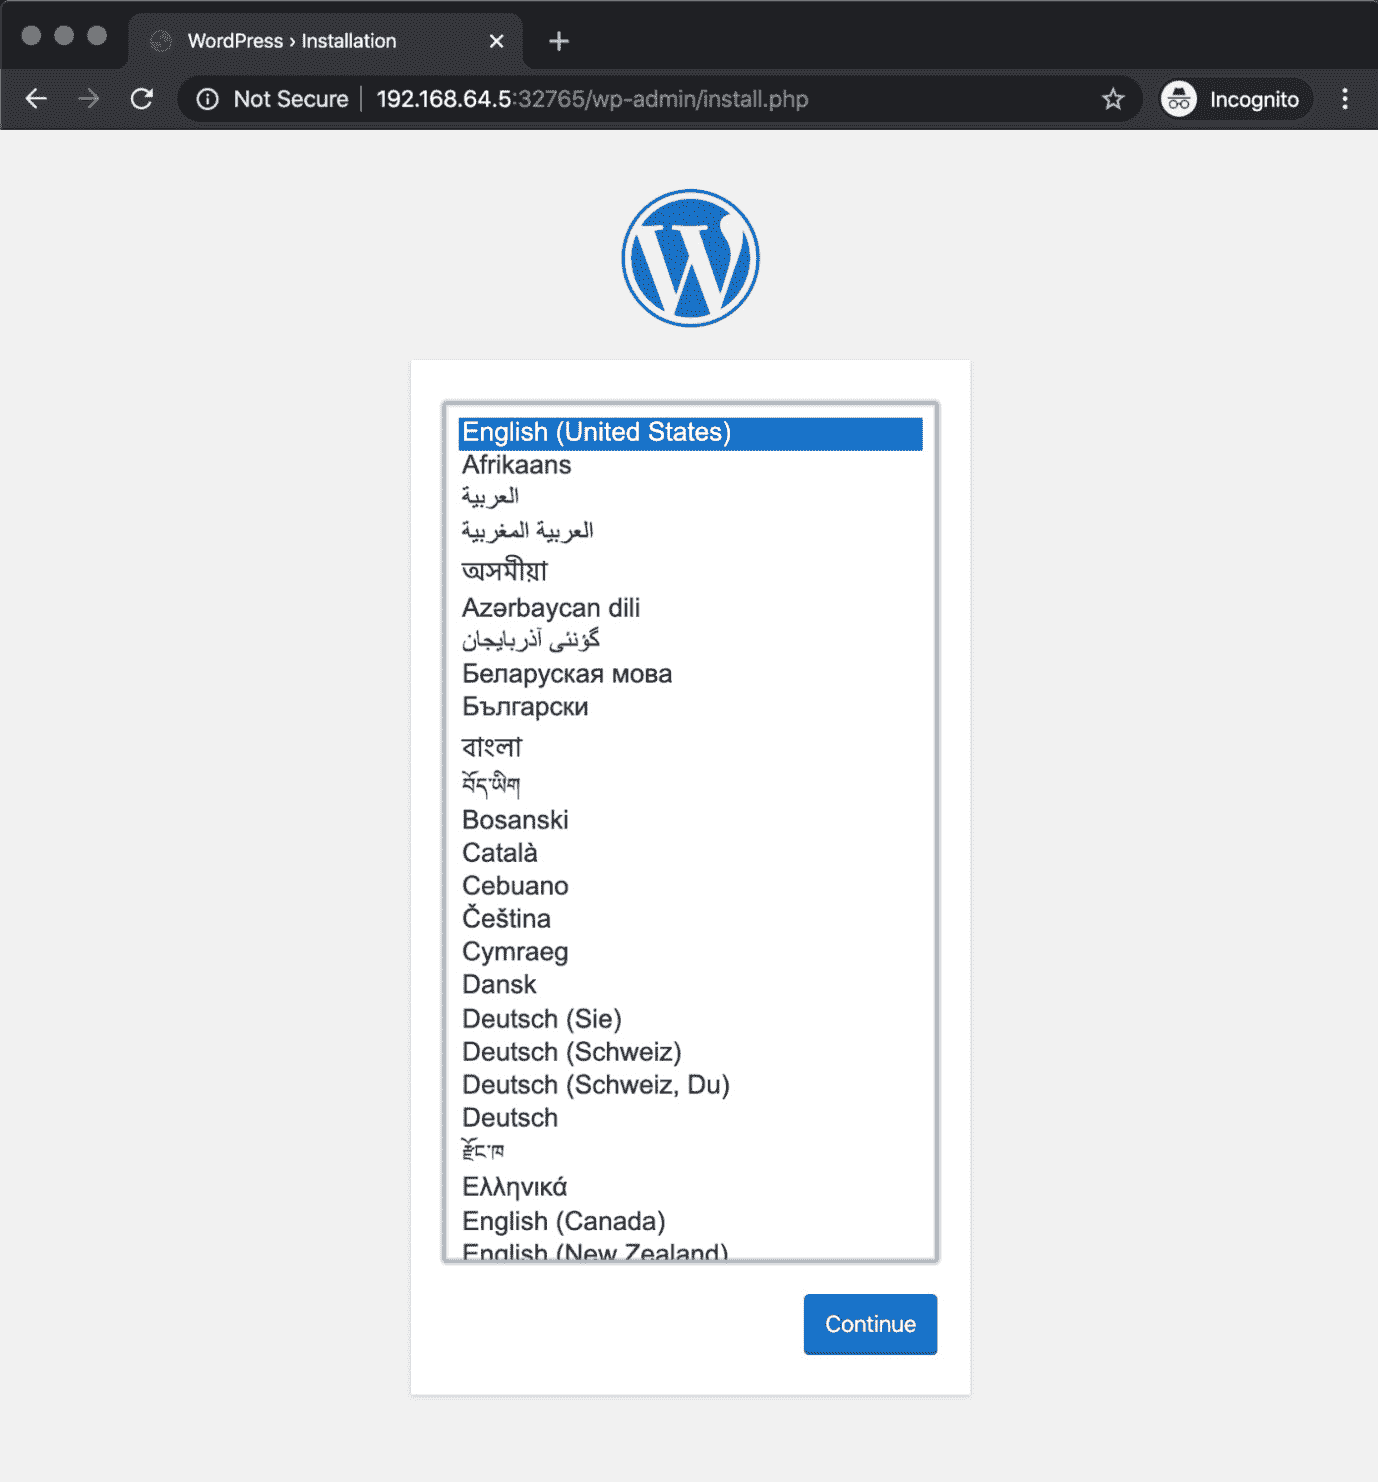 WordPress › Installation
Not Secure 192.168.64.5:32765/wp-admin/install.php
Incognito
English (United States)
Afrikaans
العربية
العربية المغربية
অসমীয়া
Azərbaycan dili
گؤنئی آذربایجان
Беларуская мова
Български
বাংলা
བོད་ཡིག
Bosanski
Català
Cebuano
Čeština
Cymraeg
Dansk
Deutsch (Sie)
Deutsch (Schweiz)
Deutsch (Schweiz, Du)
Deutsch
རྫོང་ཁ
Ελληνικά
English (Canada)
English (New Zealand)
Continue